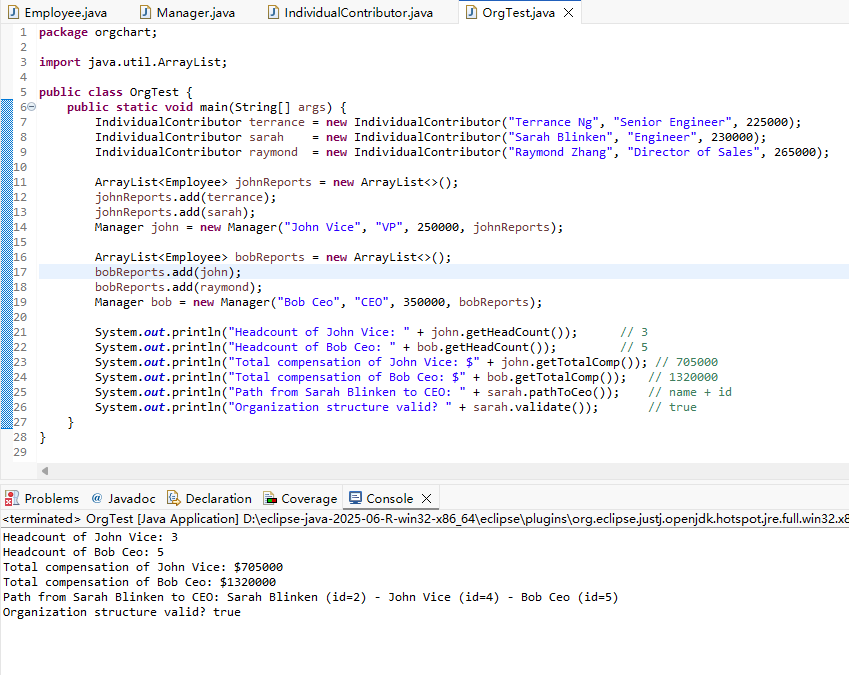 Employee.java Manager.java IndividualContributor.java OrgTest.java
1 package orgchart;
2
3 import java.util.ArrayList;
4
5 public class OrgTest {
6 public static void main(String[] args) {
7 IndividualContributor terrance = new IndividualContributor("Terrance Ng", "Senior Engineer", 225000);
8 IndividualContributor sarah = new IndividualContributor("Sarah Blinken", "Engineer", 230000);
9 IndividualContributor raymond = new IndividualContributor("Raymond Zhang", "Director of Sales", 265000);
10
11 ArrayList<Employee> johnReports = new ArrayList<>();
12 johnReports.add(terrance);
13 johnReports.add(sarah);
14 Manager john = new Manager("John Vice", "VP", 250000, johnReports);
15
16 ArrayList<Employee> bobReports = new ArrayList<>();
17 bobReports.add(john);
18 bobReports.add(raymond);
19 Manager bob = new Manager("Bob Ceo", "CEO", 350000, bobReports);
20
21 System.out.println("Headcount of John Vice: " + john.getHeadCount()); // 3
22 System.out.println("Headcount of Bob Ceo: " + bob.getHeadCount()); // 5
23 System.out.println("Total compensation of John Vice: $" + john.getTotalComp()); // 705000
24 System.out.println("Total compensation of Bob Ceo: $" + bob.getTotalComp()); // 1320000
25 System.out.println("Path from Sarah Blinken to CEO: " + sarah.pathToCeo()); // name + id
26 System.out.println("Organization structure valid? " + sarah.validate()); // true
27 }
28 }
29
Problems @ Javadoc Declaration Coverage Console
<terminated> OrgTest [Java Application] D:\eclipse-java-2025-06-R-win32-x86_64\eclipse\plugins\org.eclipse.justj.openjdk.hotspot.jre.full.win32.x8
Headcount of John Vice: 3
Headcount of Bob Ceo: 5
Total compensation of John Vice: $705000
Total compensation of Bob Ceo: $1320000
Path from Sarah Blinken to CEO: Sarah Blinken (id=2) - John Vice (id=4) - Bob Ceo (id=5)
Organization structure valid? true